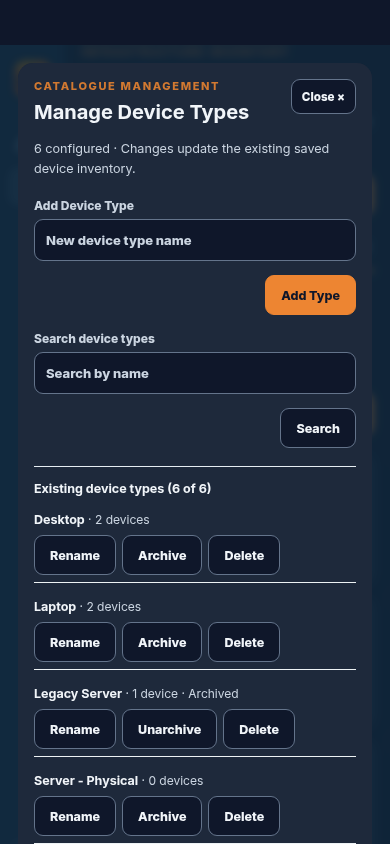 CATALOGUE MANAGEMENT
Manage Device Types
Close ×
6 configured · Changes update the existing saved
device inventory.
Add Device Type
New device type name
Add Type
Search device types
Search by name
Search
Existing device types (6 of 6)
Desktop · 2 devices
Rename Archive Delete
Laptop · 2 devices
Rename Archive Delete
Legacy Server · 1 device · Archived
Rename Unarchive Delete
Server - Physical · 0 devices
Rename Archive Delete